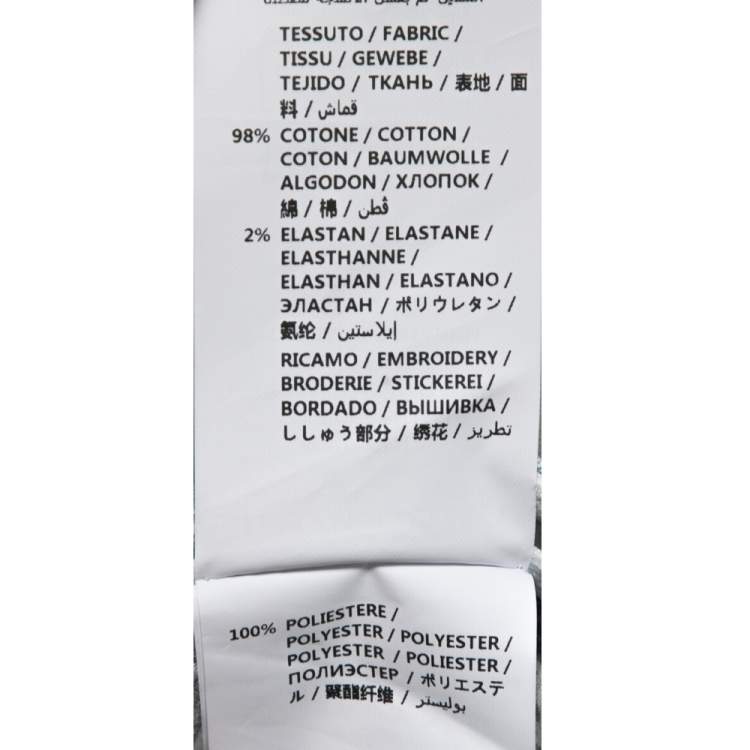 TESSUTO / FABRIC /
TISSU / GEWEBE /
TEJIDO / ТКАНЬ / 表地 / 面
料 / قماش
98% COTONE / COTTON /
COTON / BAUMWOLLE /
ALGODON / ХЛОПОК /
綿 / 棉 / قطن
2% ELASTAN / ELASTANE /
ELASTHANNE /
ELASTHAN / ELASTANO /
ЭЛАСТАН / ポリウレタン /
氨纶 / إيلاستين
RICAMO / EMBROIDERY /
BRODERIE / STICKEREI /
BORDADO / ВЫШИВКА /
ししゅう部分 / 绣花 / تطريز
100% POLIESTERE /
POLYESTER / POLYESTER /
POLYESTER / POLIESTER /
ПОЛИЭСТЕР / ポリエステ
ル / 聚酯纤维 / بوليستر